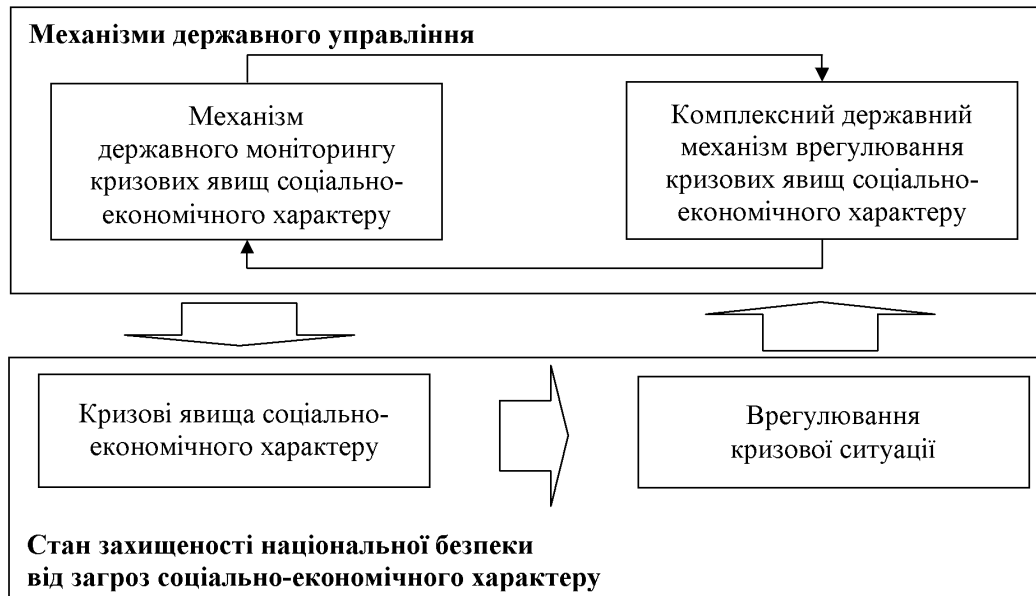 Механізми державного управління
Механізм
державного моніторингу
кризових явищ соціально-
економічного характеру
Комплексний державний
механізм врегулювання
кризових явищ соціально-
економічного характеру
Кризові явища соціально-
економічного характеру
Врегулювання
кризової ситуації
Стан захищеності національної безпеки
від загроз соціально-економічного характеру